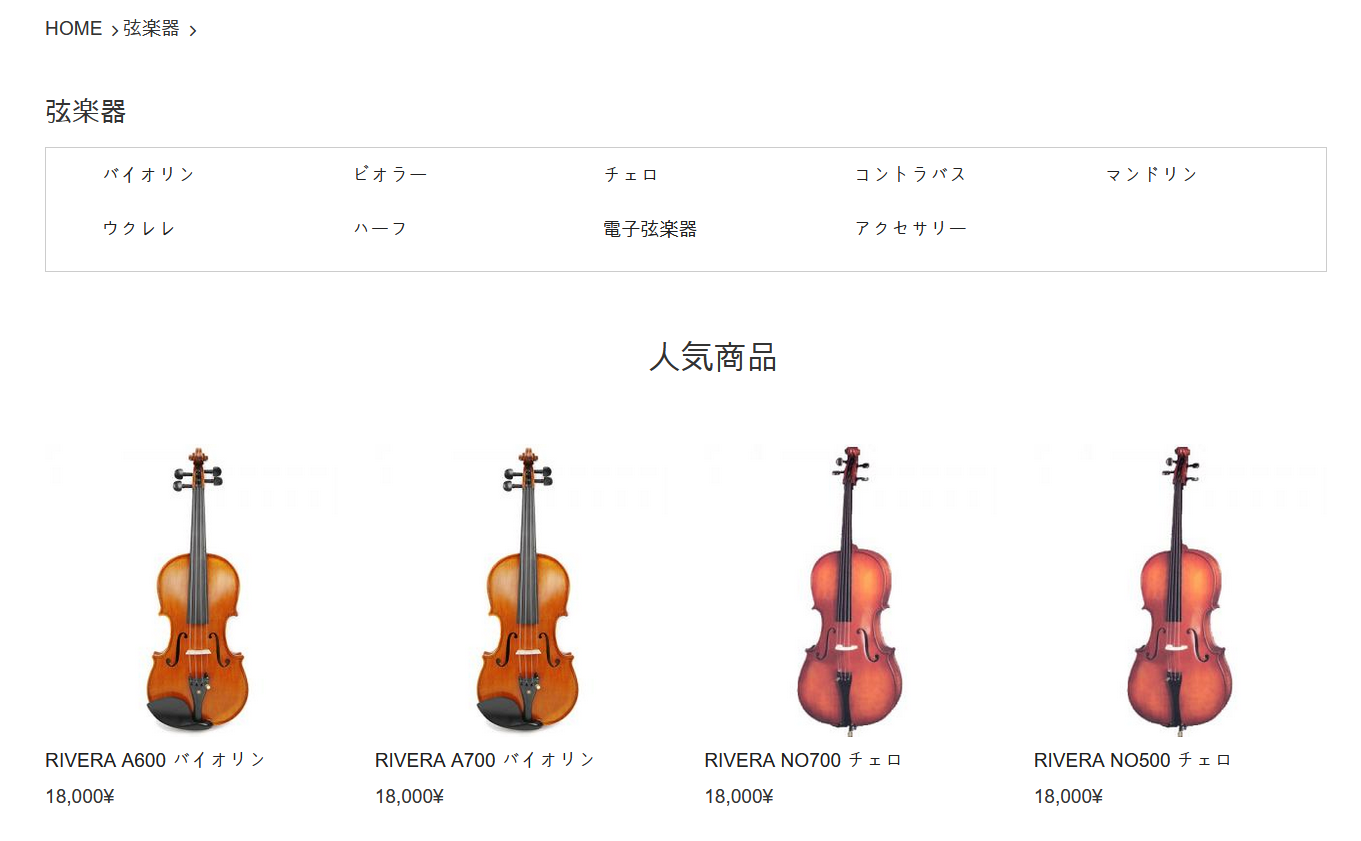 HOME > 弦楽器 >
弦楽器
バイオリン ビオラー チェロ コントラバス マンドリン
ウクレレ ハーフ 電子弦楽器 アクセサリー
人気商品
RIVERA A600 バイオリン RIVERA A700 バイオリン RIVERA NO700 チェロ RIVERA NO500 チェロ
18,000¥ 18,000¥ 18,000¥ 18,000¥